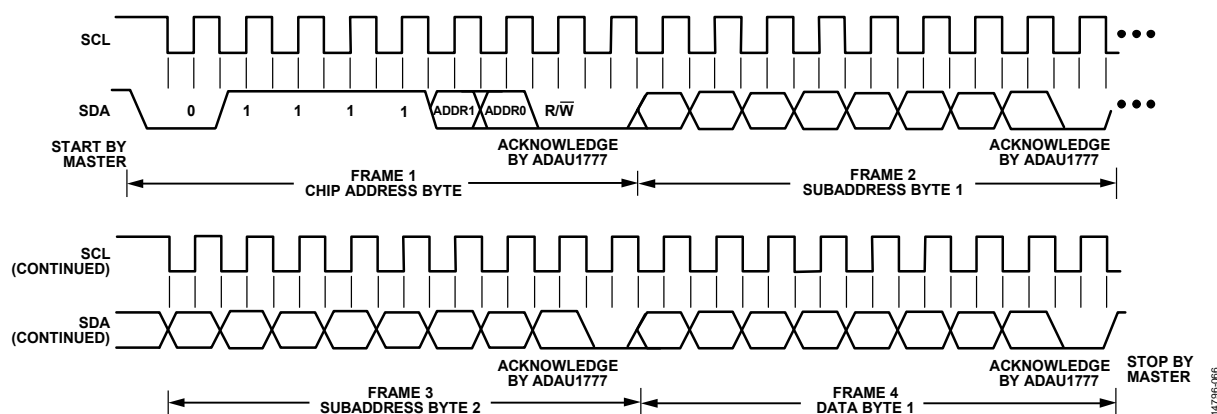 SCL
SDA
0 1 1 1 1 ADDR1 ADDR0 R/W̅
START BY
MASTER
ACKNOWLEDGE
BY ADAU1777
ACKNOWLEDGE
BY ADAU1777
FRAME 1
CHIP ADDRESS BYTE
FRAME 2
SUBADDRESS BYTE 1
SCL
(CONTINUED)
SDA
(CONTINUED)
ACKNOWLEDGE
BY ADAU1777
ACKNOWLEDGE
BY ADAU1777
STOP BY
MASTER
FRAME 3
SUBADDRESS BYTE 2
FRAME 4
DATA BYTE 1